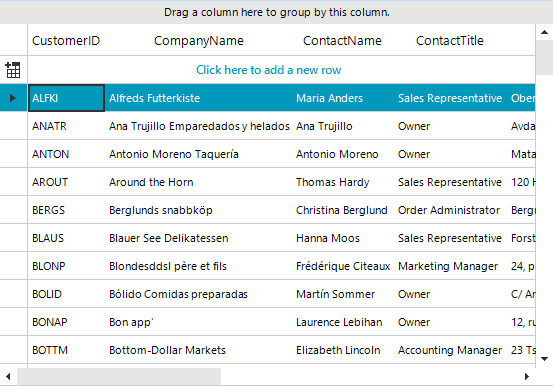 Drag a column here to group by this column.
CustomerID CompanyName ContactName ContactTitle
Click here to add a new row
ALFKI Alfreds Futterkiste Maria Anders Sales Representative Ober
ANATR Ana Trujillo Emparedados y helados Ana Trujillo Owner Avda
ANTON Antonio Moreno Taquería Antonio Moreno Owner Mata
AROUT Around the Horn Thomas Hardy Sales Representative 120 H
BERGS Berglunds snabbköp Christina Berglund Order Administrator Bergu
BLAUS Blauer See Delikatessen Hanna Moos Sales Representative Forst
BLONP Blondesddsl père et fils Frédérique Citeaux Marketing Manager 24, p
BOLID Bólido Comidas preparadas Martín Sommer Owner C/ Ar
BONAP Bon app' Laurence Lebihan Owner 12, ru
BOTTM Bottom-Dollar Markets Elizabeth Lincoln Accounting Manager 23 Ts